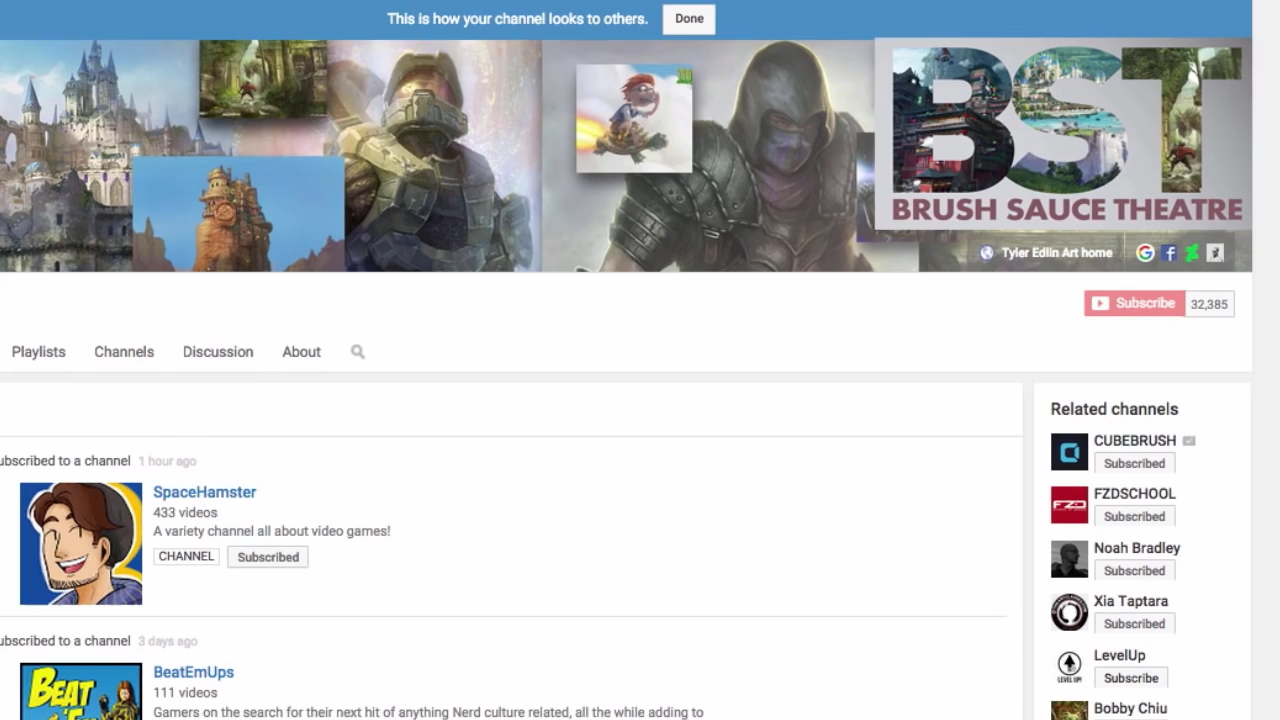 This is how your channel looks to others. Done
BST
BRUSH SAUCE THEATRE
Tyler Edlin Art home
Subscribe 32,385
Playlists Channels Discussion About
Related channels
CUBEBRUSH
Subscribed
ubscribed to a channel 1 hour ago
SpaceHamster
433 videos
A variety channel all about video games!
CHANNEL Subscribed
FZD
FZDSCHOOL
Subscribed
Noah Bradley
Subscribed
Xia Taptara
Subscribed
ubscribed to a channel 3 days ago
BeatEmUps
111 videos
Gamers on the search for their next hit of anything Nerd culture related, all the while adding to
BEAT
'EM
LEVEL UP!
LevelUp
Subscribe
Bobby Chiu